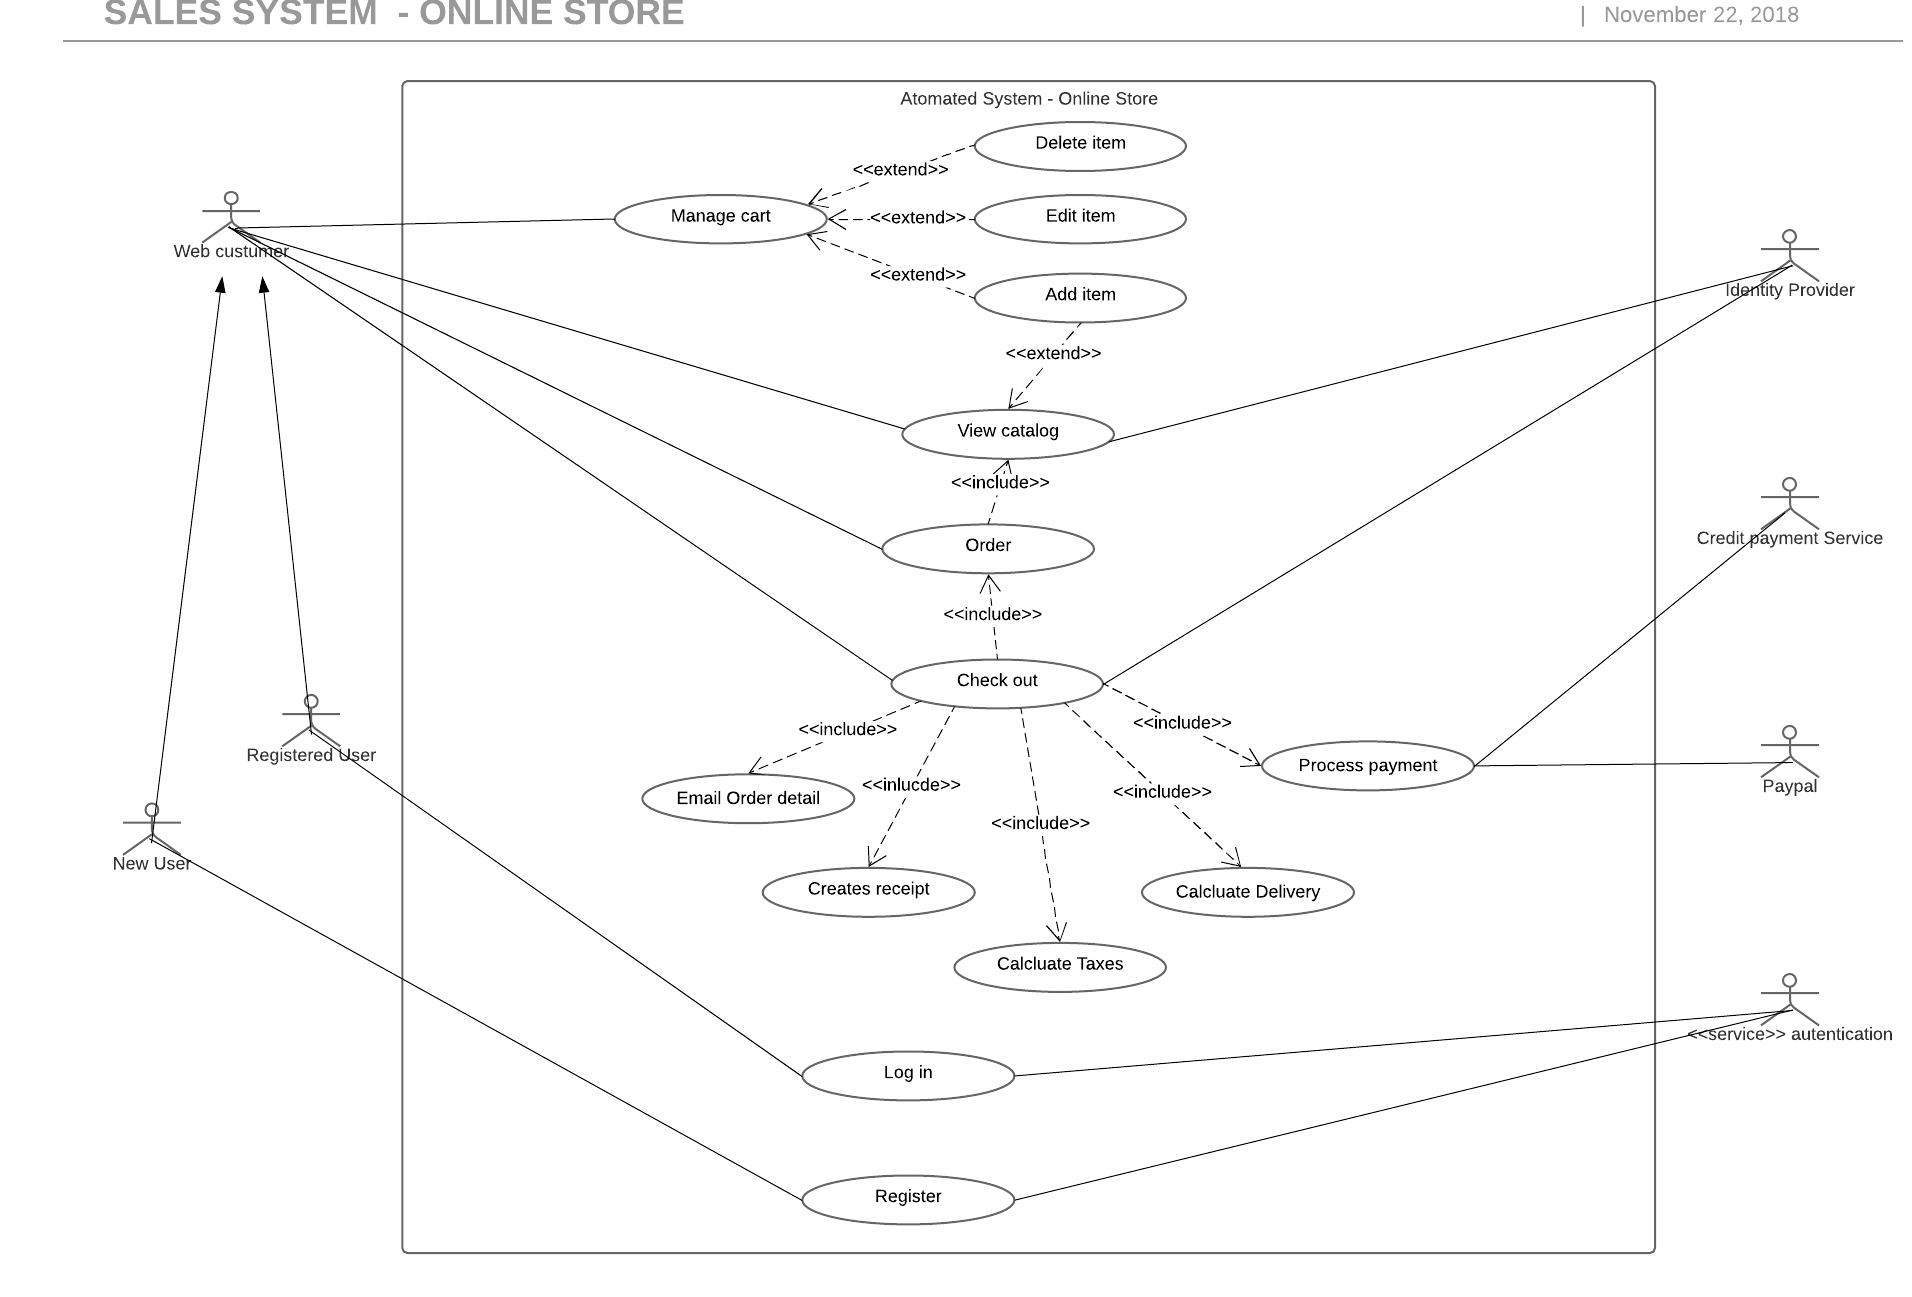 SALES SYSTEM - ONLINE STORE
| November 22, 2018
Atomated System - Online Store
Delete item
<<extend>>
Manage cart
<<extend>>
Edit item
Web custumer
<<extend>>
Add item
Identity Provider
<<extend>>
View catalog
<<include>>
Credit payment Service
Order
<<include>>
Check out
<<include>>
<<include>>
Registered User
Process payment
<<inlucde>>
Paypal
<<include>>
Email Order detail
<<include>>
New User
Creates receipt
Calcluate Delivery
Calcluate Taxes
<<service>> autentication
Log in
Register